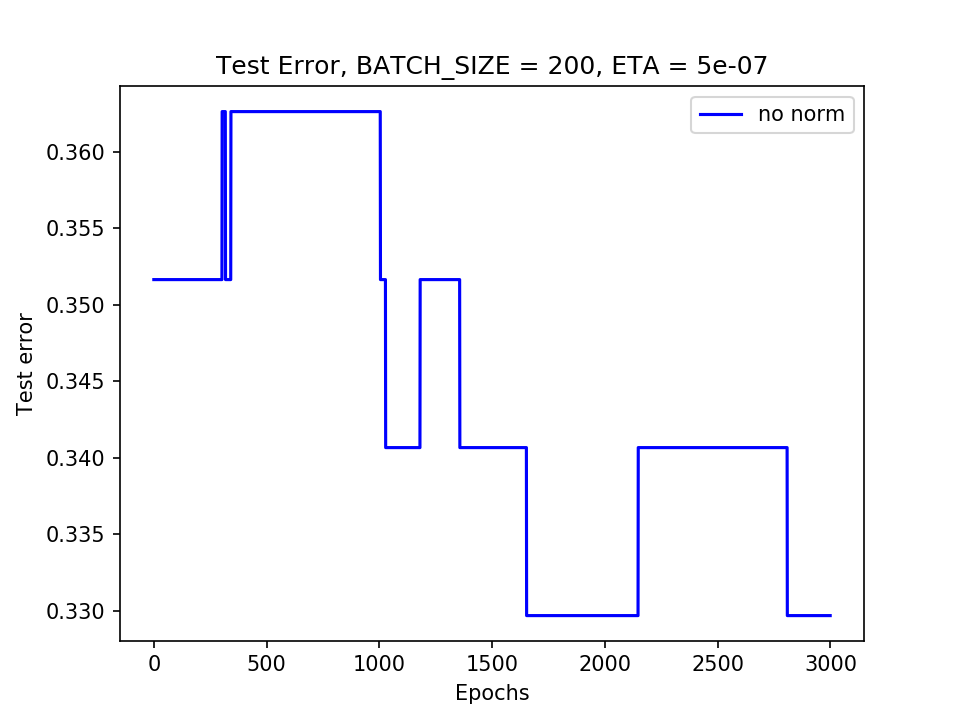 Test Error, BATCH_SIZE = 200, ETA = 5e-07
no norm
0.360
0.355
0.350
0.345
0.340
0.335
0.330
Test error
0 500 1000 1500 2000 2500 3000
Epochs